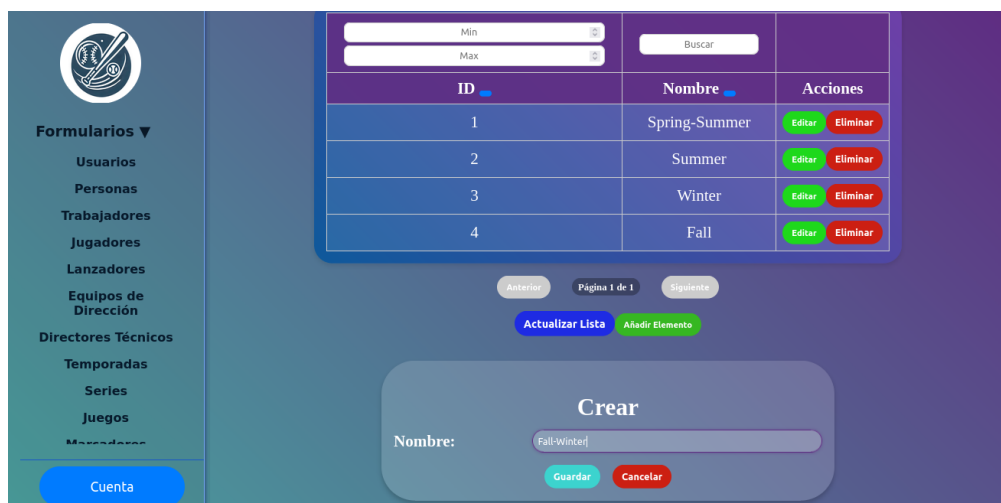 Formularios ▼
Usuarios
Personas
Trabajadores
Jugadores
Lanzadores
Equipos de
Dirección
Directores Técnicos
Temporadas
Series
Juegos
Marcadores
Cuenta
Min
Max
Buscar
ID Nombre Acciones
1 Spring-Summer Editar Eliminar
2 Summer Editar Eliminar
3 Winter Editar Eliminar
4 Fall Editar Eliminar
Anterior Página 1 de 1 Siguiente
Actualizar Lista Añadir Elemento
Crear
Nombre: Fall-Winter
Guardar Cancelar